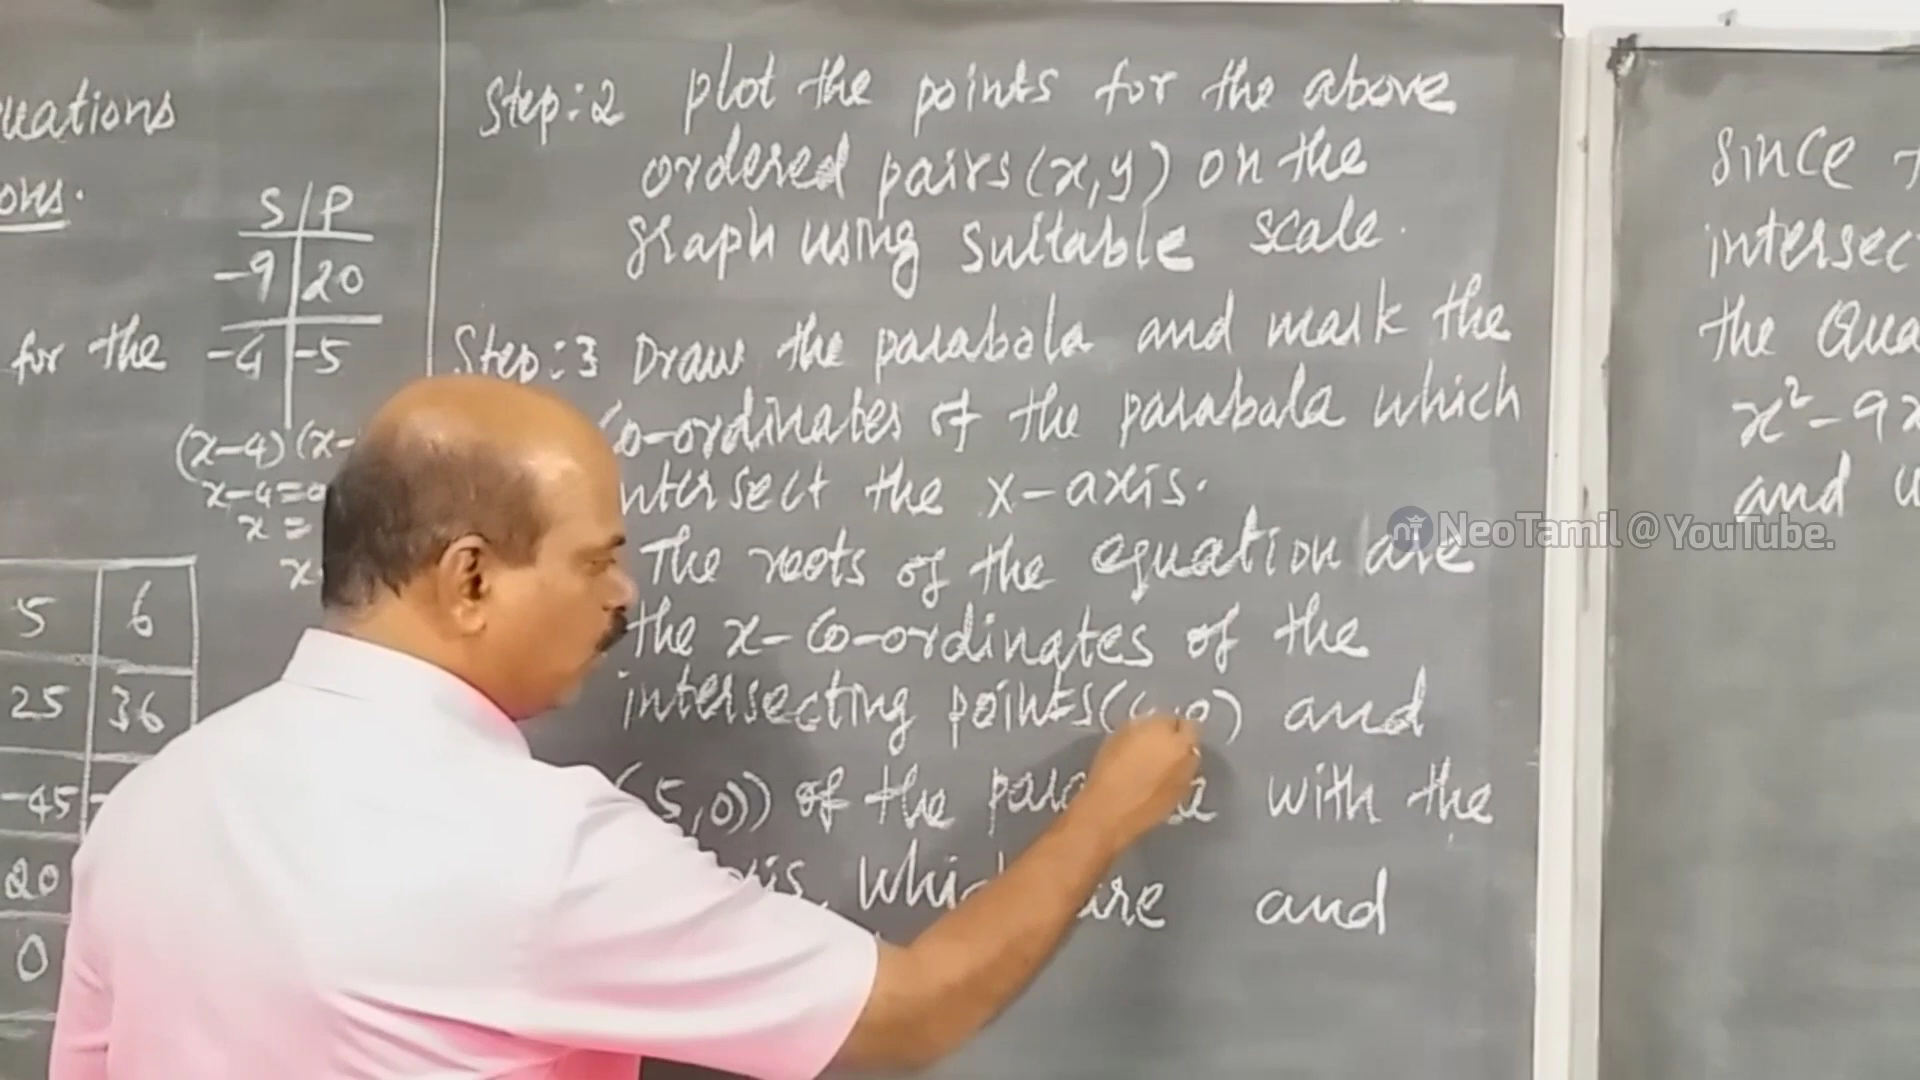 uations
ons.
S P
-9 20
for the -4 -5
(x-4)(x-
x-4=0
x=
x
5 6
25 36
-45 -
20
0
Step:2 plot the points for the above
ordered pairs (x,y) on the
graph using suitable scale.
Step:3 Draw the parabola and mark the
co-ordinates of the parabola which
ntersect the X-axis.
The roots of the equation are
the x-co-ordinates of the
intersecting points( ,0) and
(5,0)) of the with the
are and
Since
intersec
the Qua
x²-9x
and
NeoTamil @ YouTube.